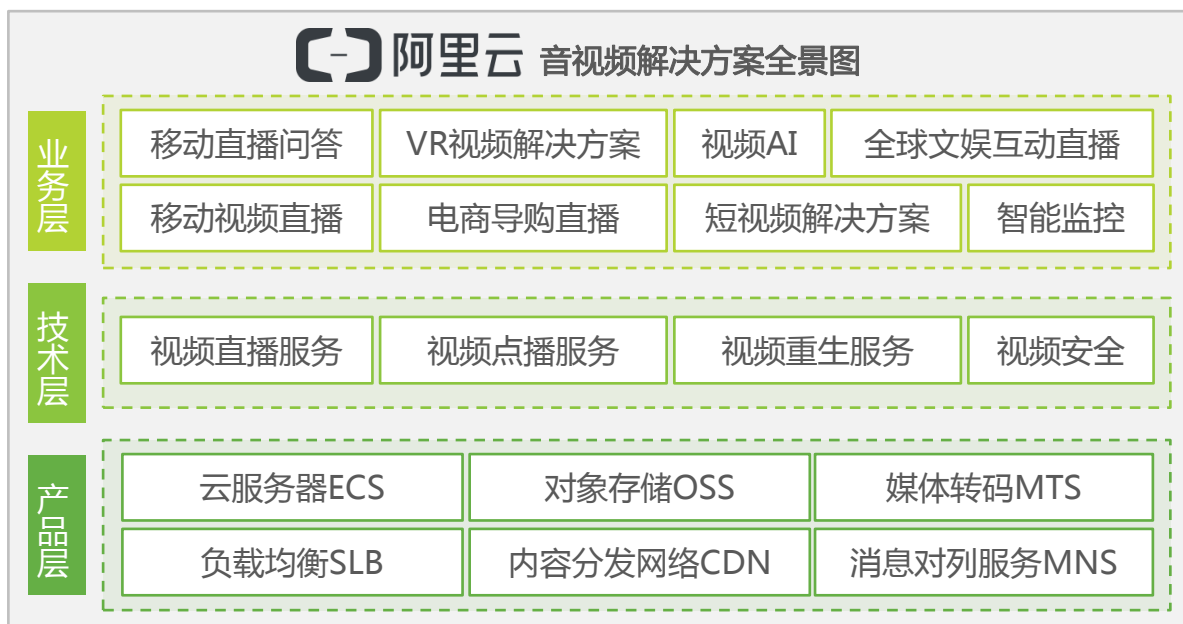 阿里云 音视频解决方案全景图
业务层
移动直播问答 VR视频解决方案 视频AI 全球文娱互动直播
移动视频直播 电商导购直播 短视频解决方案 智能监控
技术层
视频直播服务 视频点播服务 视频重生服务 视频安全
产品层
云服务器ECS 对象存储OSS 媒体转码MTS
负载均衡SLB 内容分发网络CDN 消息对列服务MNS